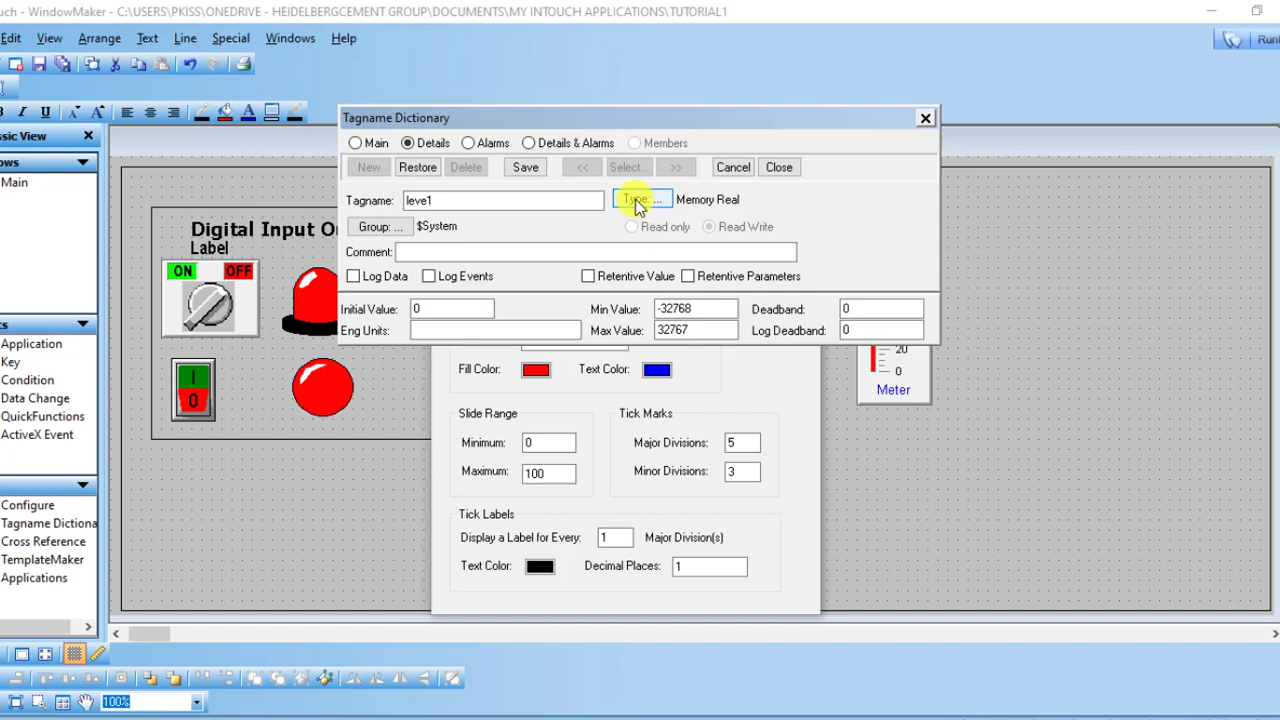 ouch - WindowMaker - C:\USERS\PKISS\ONEDRIVE - HEIDELBERGCEMENT GROUP\DOCUMENTS\MY INTOUCH APPLICATIONS\TUTORIAL1
Edit View Arrange Text Line Special Windows Help
Run
B I U A A A
ssic View
ows
Main
ts
Application
Key
Condition
Data Change
QuickFunctions
ActiveX Event
Configure
Tagname Dictiona
Cross Reference
TemplateMaker
Applications
Digital Input O
Label
ON OFF
I
0
Tagname Dictionary
Main Details Alarms Details & Alarms Members
New Restore Delete Save << Select... >> Cancel Close
Tagname: level1 Type: ... Memory Real
Group: ... $System Read only Read Write
Comment:
Log Data Log Events Retentive Value Retentive Parameters
Initial Value: 0 Min Value: -32768 Deadband: 0
Eng Units: Max Value: 32767 Log Deadband: 0
Fill Color: Text Color:
Slide Range Tick Marks
Minimum: 0 Major Divisions: 5
Maximum: 100 Minor Divisions: 3
Tick Labels
Display a Label for Every: 1 Major Division(s)
Text Color: Decimal Places: 1
20
0
Meter
100%